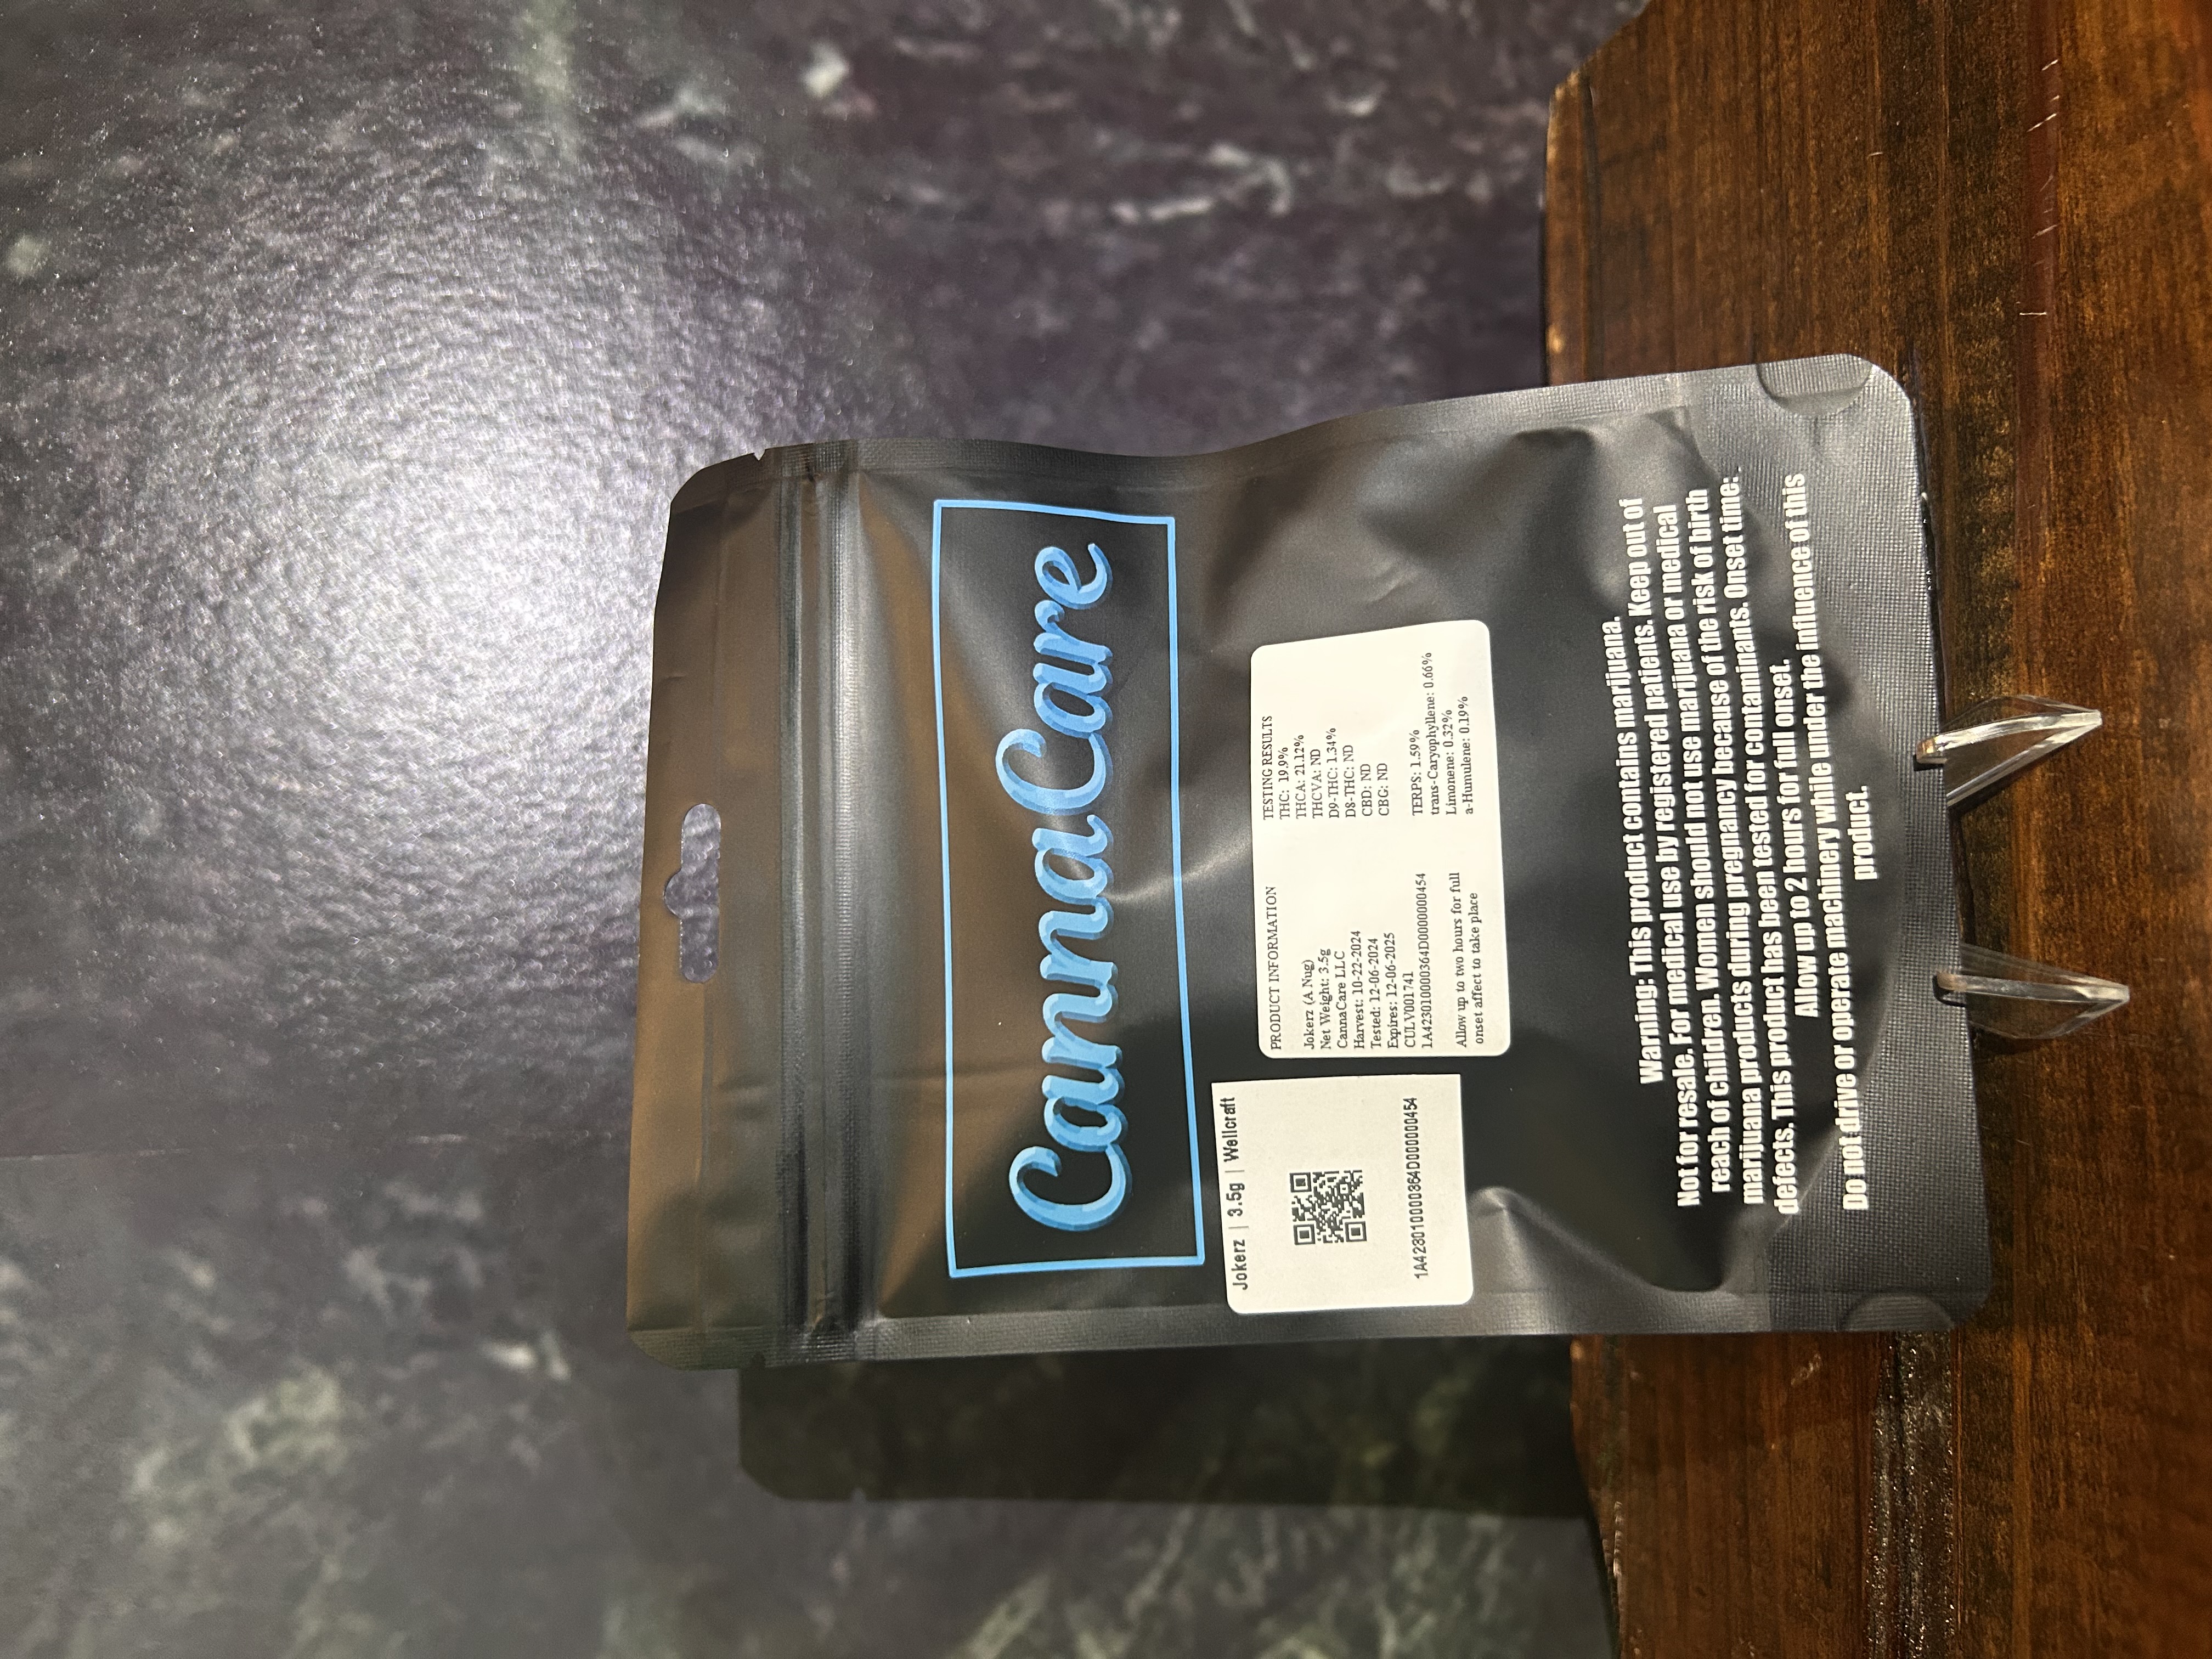 CannaCare
Jokerz | 3.5g | Wellcraft
1A4230100000364D000000454
PRODUCT INFORMATION
Jokerz (A Nug)
Net Weight: 3.5g
CannaCare LLC
Harvest: 10-22-2024
Tested: 12-06-2024
Expires: 12-06-2025
CULV001741
1A4230100000364D000000454
Allow up to two hours for full
onset affect to take place
TESTING RESULTS
THC: 19.9%
THCA: 21.12%
THCVA: ND
D9-THC: 1.34%
D8-THC: ND
CBD: ND
CBG: ND
TERPS: 1.59%
trans-Caryophyllene: 0.66%
Limonene: 0.32%
a-Humulene: 0.19%
Warning: This product contains marijuana.
Not for resale. For medical use by registered patients. Keep out of
reach of children. Women should not use marijuana or medical
marijuana products during pregnancy because of the risk of birth
defects. This product has been tested for contaminants. Onset time:
Allow up to 2 hours for full onset.
Do not drive or operate machinery while under the influence of this
product.